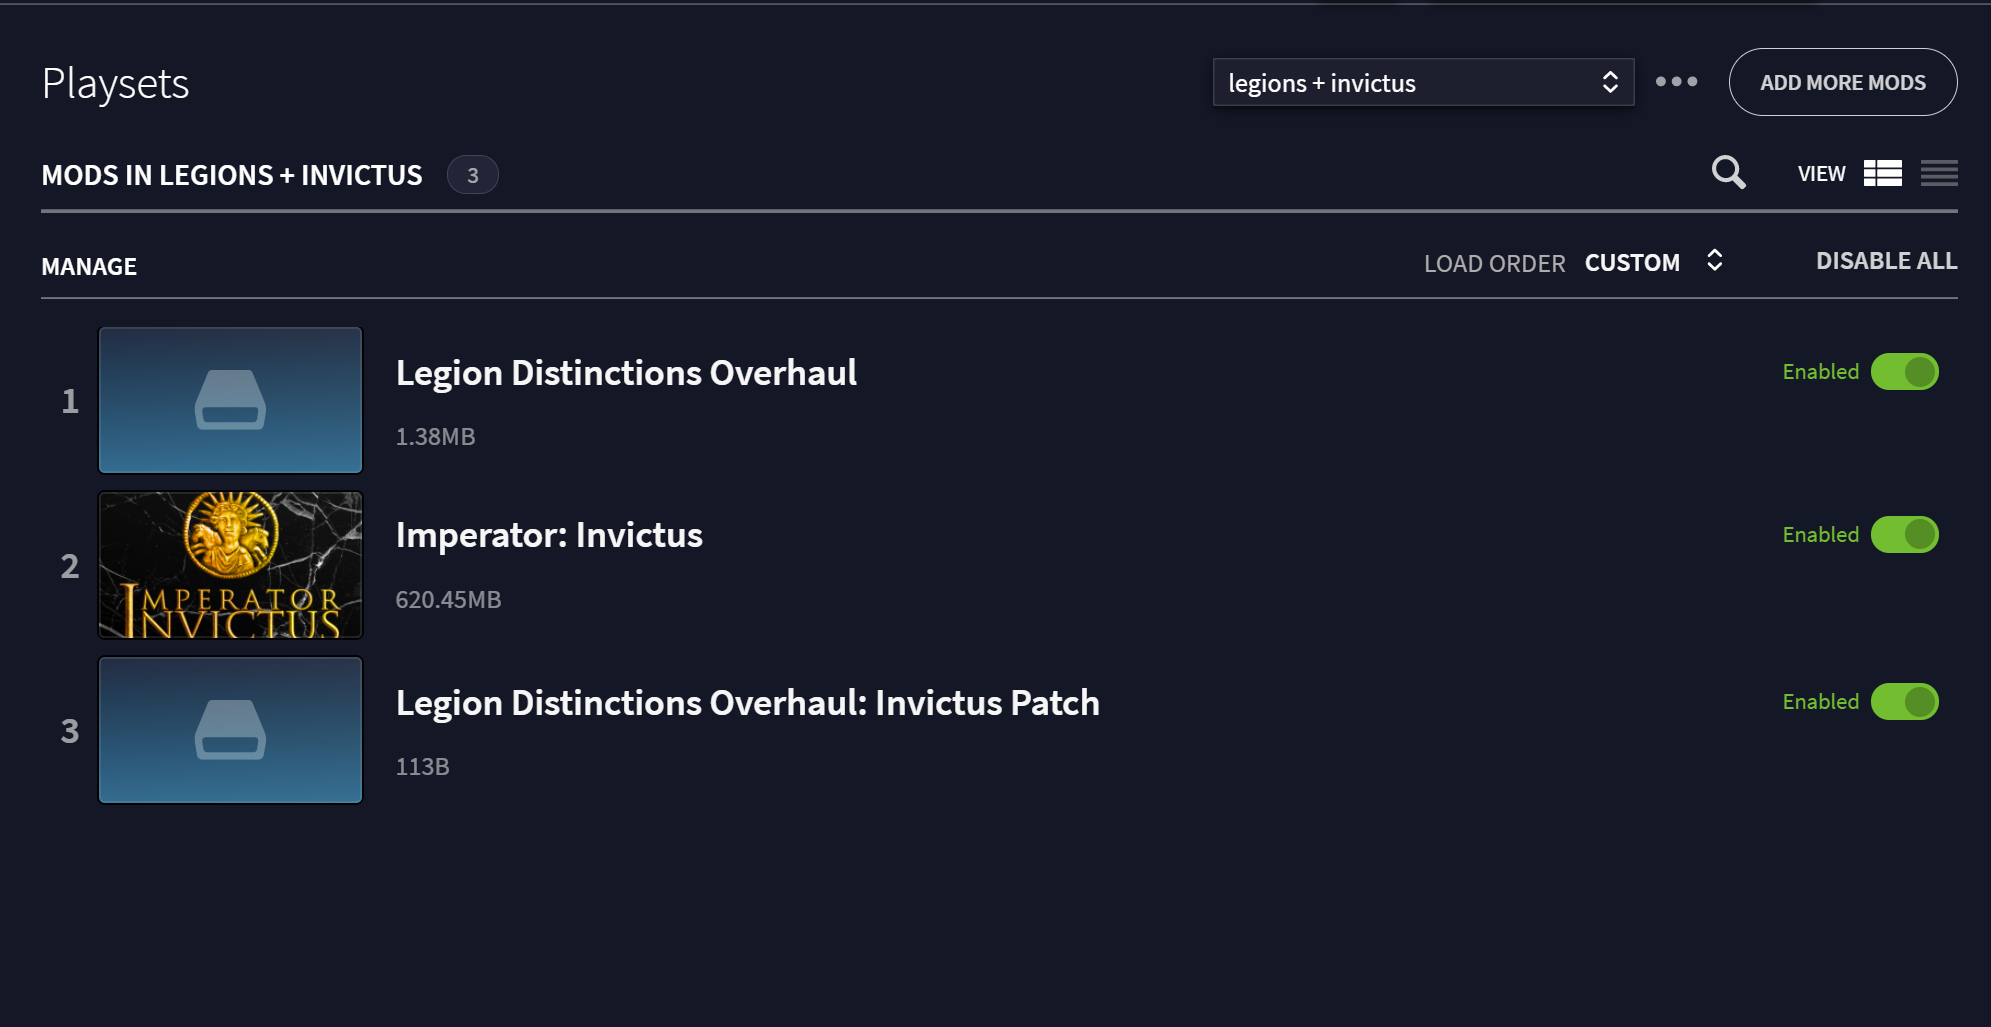 Playsets
legions + invictus
ADD MORE MODS
MODS IN LEGIONS + INVICTUS 3
VIEW
MANAGE
LOAD ORDER CUSTOM
DISABLE ALL
1
Legion Distinctions Overhaul
Enabled
1.38MB
2
IMPERATOR
INVICTUS
Imperator: Invictus
Enabled
620.45MB
3
Legion Distinctions Overhaul: Invictus Patch
Enabled
113B